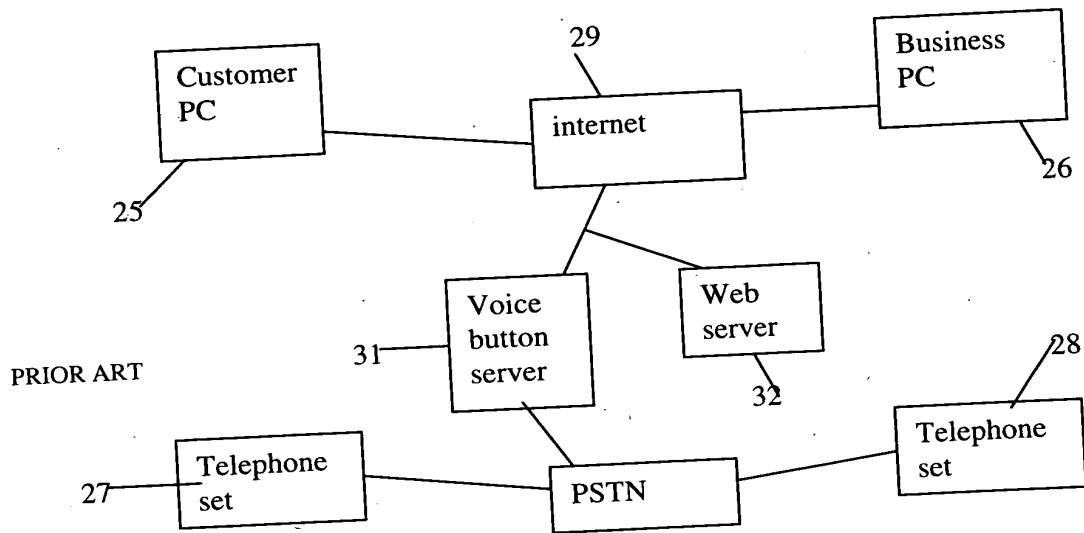 29
Customer
PC
Business
PC
internet
25
26
Voice
button
server
Web
server
31
32
28
PRIOR ART
Telephone
set
27
PSTN
Telephone
set